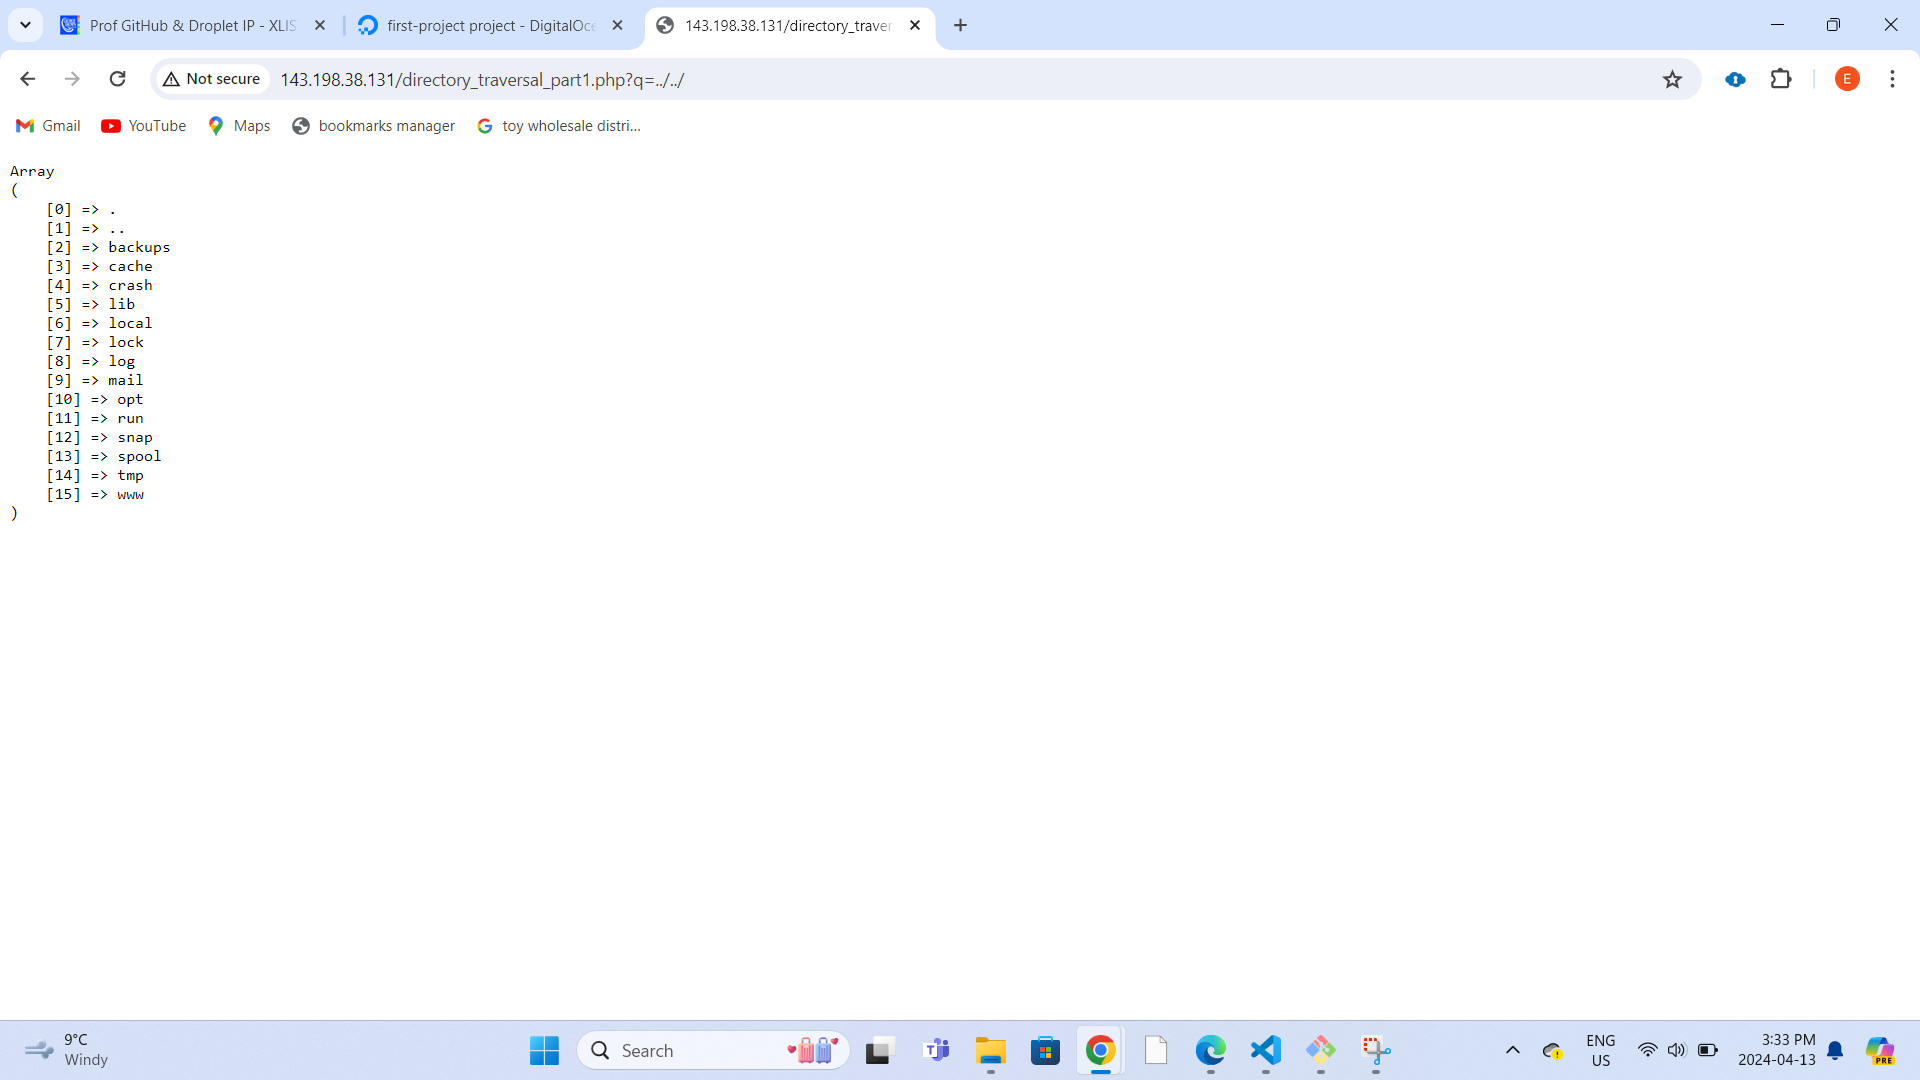 Prof GitHub & Droplet IP - XLIS
first-project project - DigitalOce
143.198.38.131/directory_traver
Not secure
143.198.38.131/directory_traversal_part1.php?q=../../
E
Gmail
YouTube
Maps
bookmarks manager
toy wholesale distri...
Array
(
[0] => .
[1] => ..
[2] => backups
[3] => cache
[4] => crash
[5] => lib
[6] => local
[7] => lock
[8] => log
[9] => mail
[10] => opt
[11] => run
[12] => snap
[13] => spool
[14] => tmp
[15] => www
)
9°C
Windy
Search
ENG
US
3:33 PM
2024-04-13
PRE